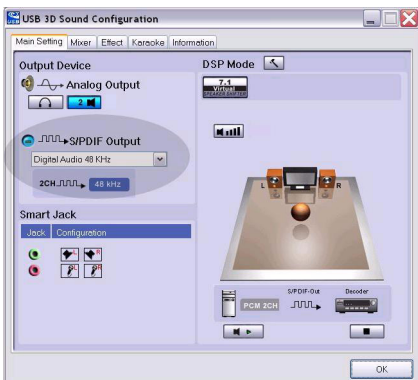 USB 3D Sound Configuration
Main Setting Mixer Effect Karaoke Information
Output Device
Analog Output
2
S/PDIF Output
Digital Audio 48 KHz
2CH 48 kHz
Smart Jack
Jack Configuration
L R
L R
DSP Mode
7.1
Virtual
L R
S/PDIF-Out Decoder
PCM 2CH
OK